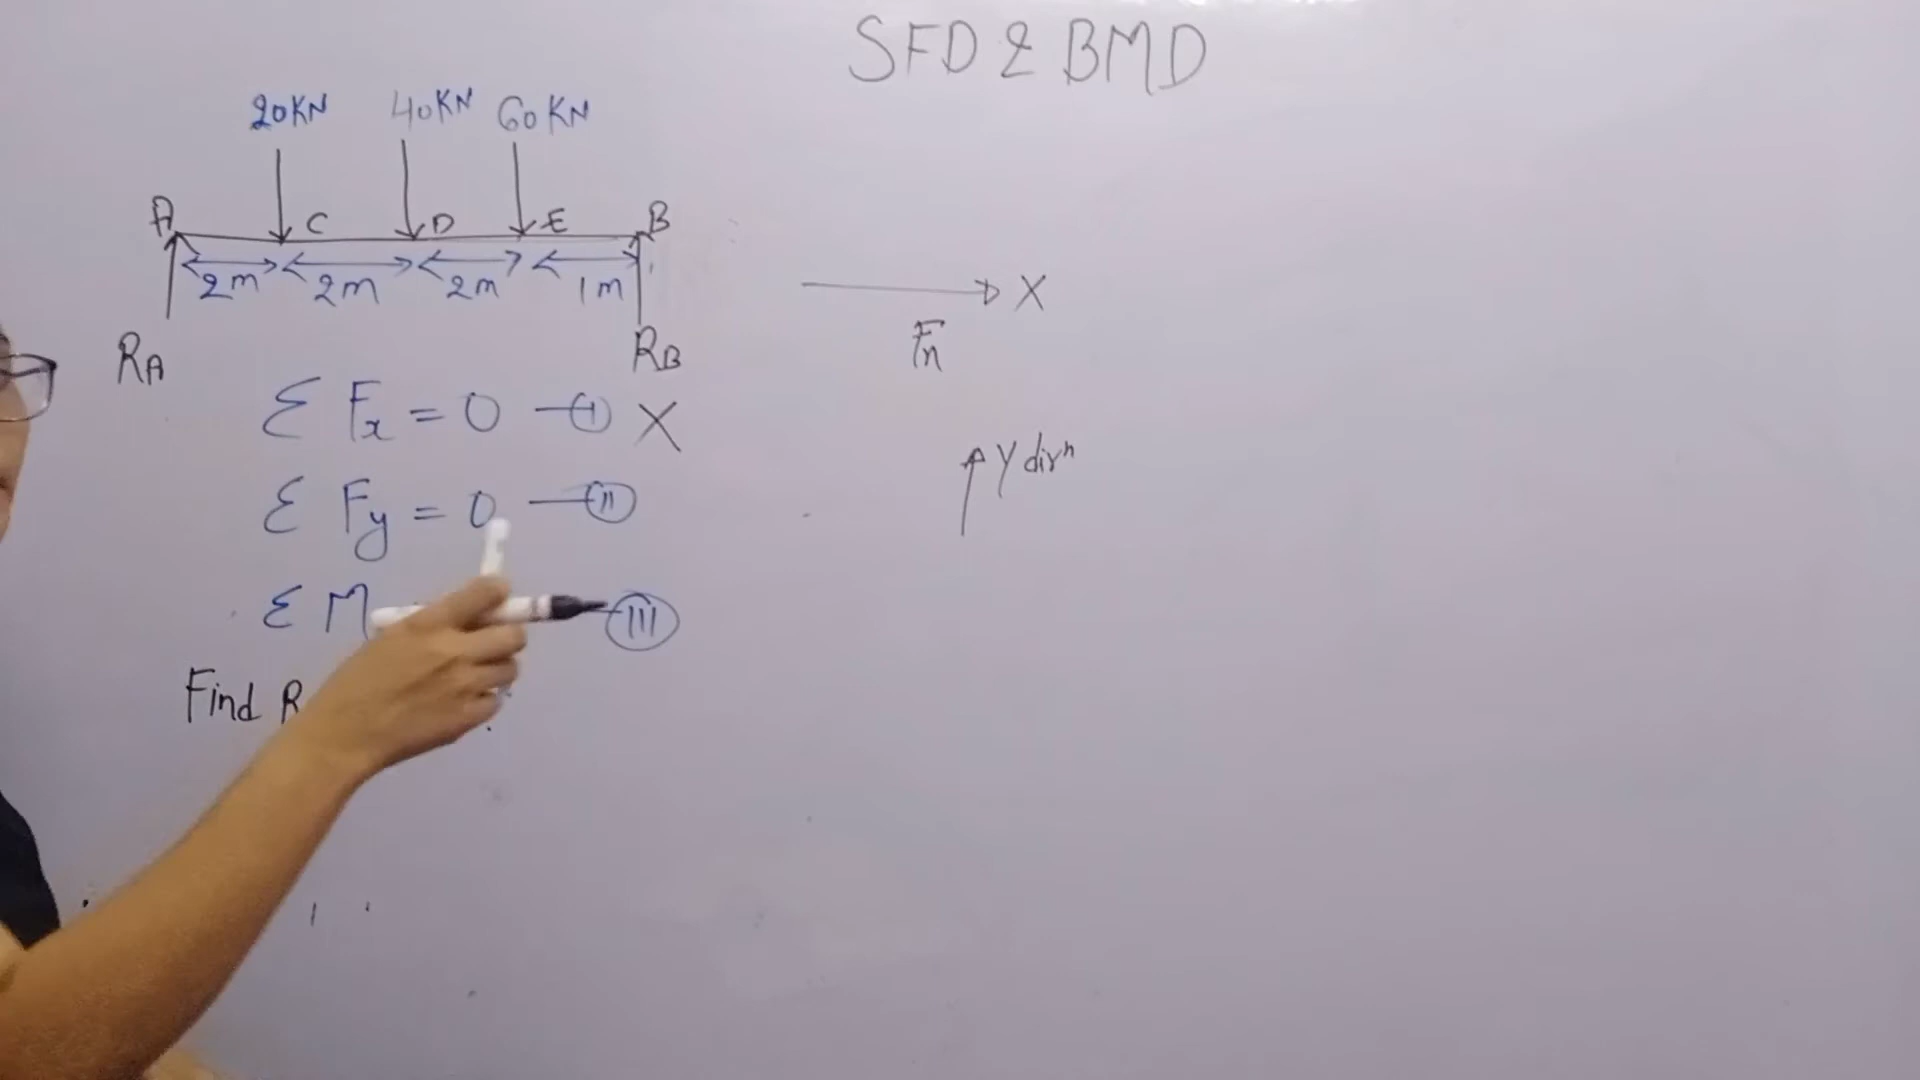 SFD & BMD
20KN 40KN 60KN
A C D E B
2m 2m 2m 1m
X
Fn
RA RB
Σ Fx = 0 — I X
Σ Fy = 0 — II
Y dirⁿ
Σ M — III
Find R